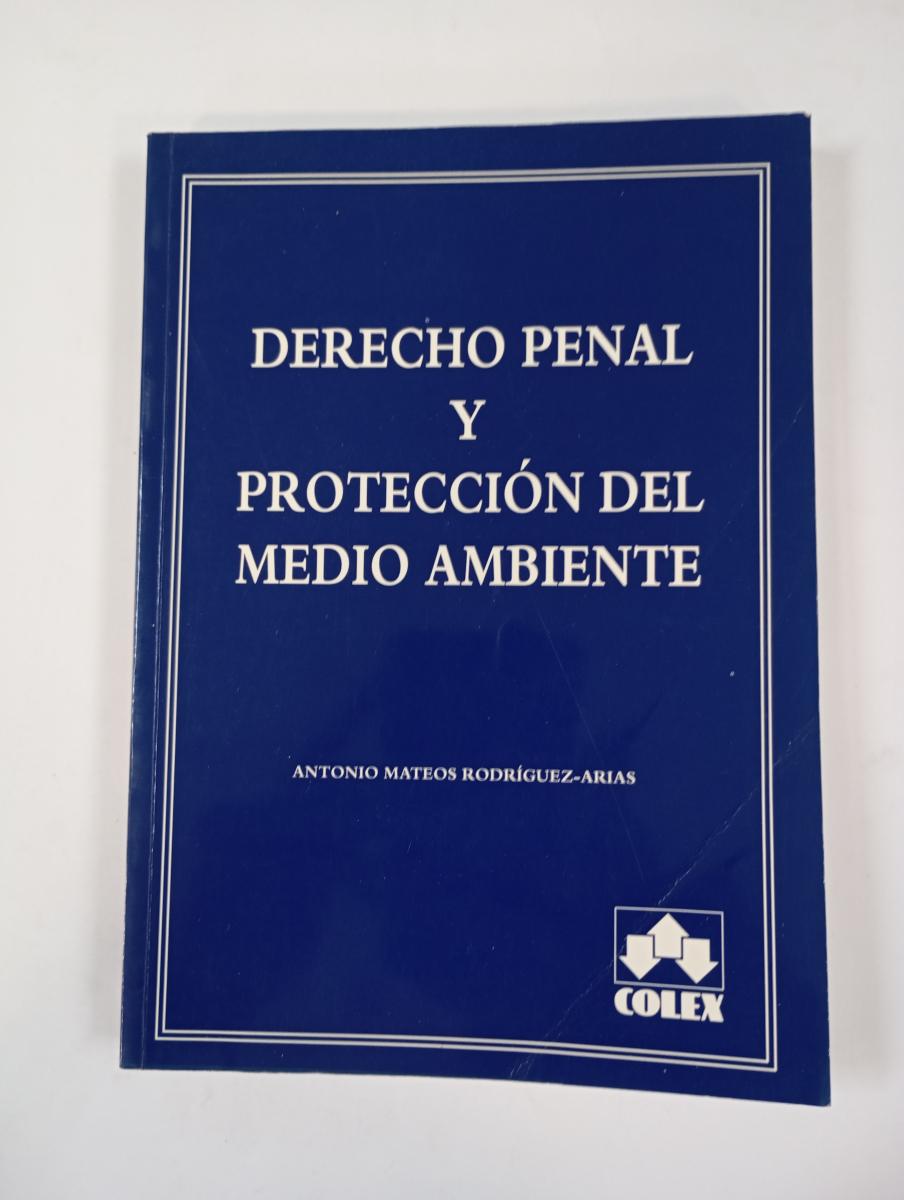 DERECHO PENAL
Y
PROTECCIÓN DEL
MEDIO AMBIENTE
ANTONIO MATEOS RODRÍGUEZ-ARIAS
COLEX